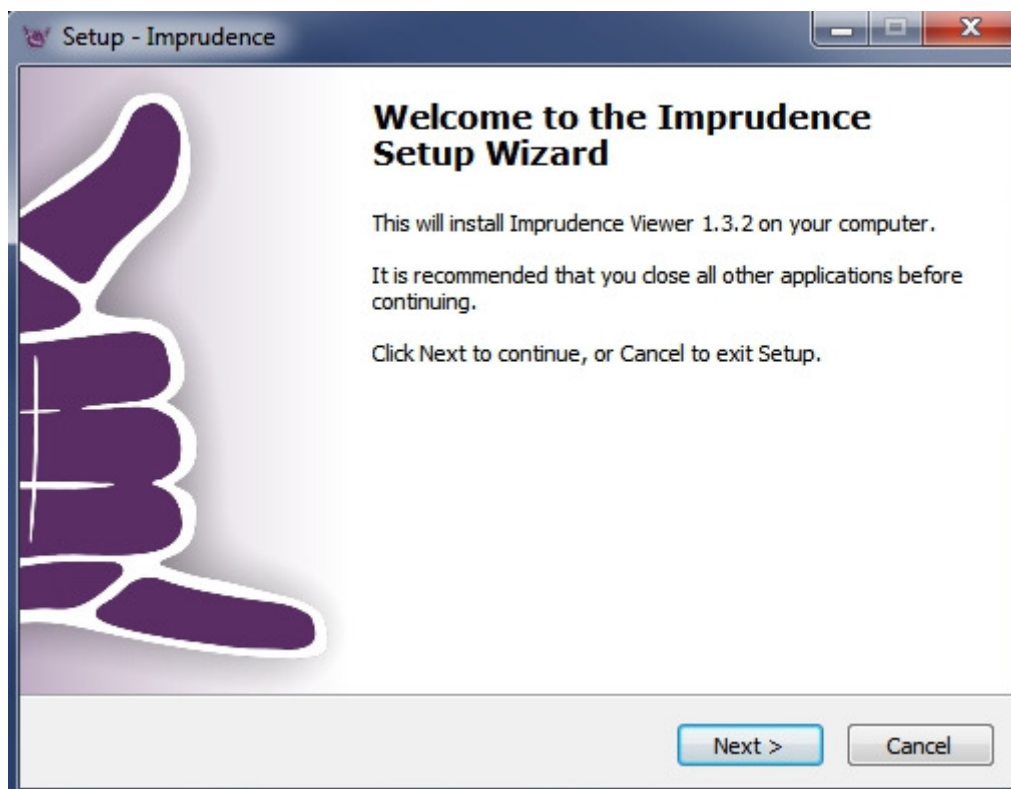 Setup - Imprudence
Welcome to the Imprudence
Setup Wizard
This will install Imprudence Viewer 1.3.2 on your computer.
It is recommended that you close all other applications before
continuing.
Click Next to continue, or Cancel to exit Setup.
Next >
Cancel